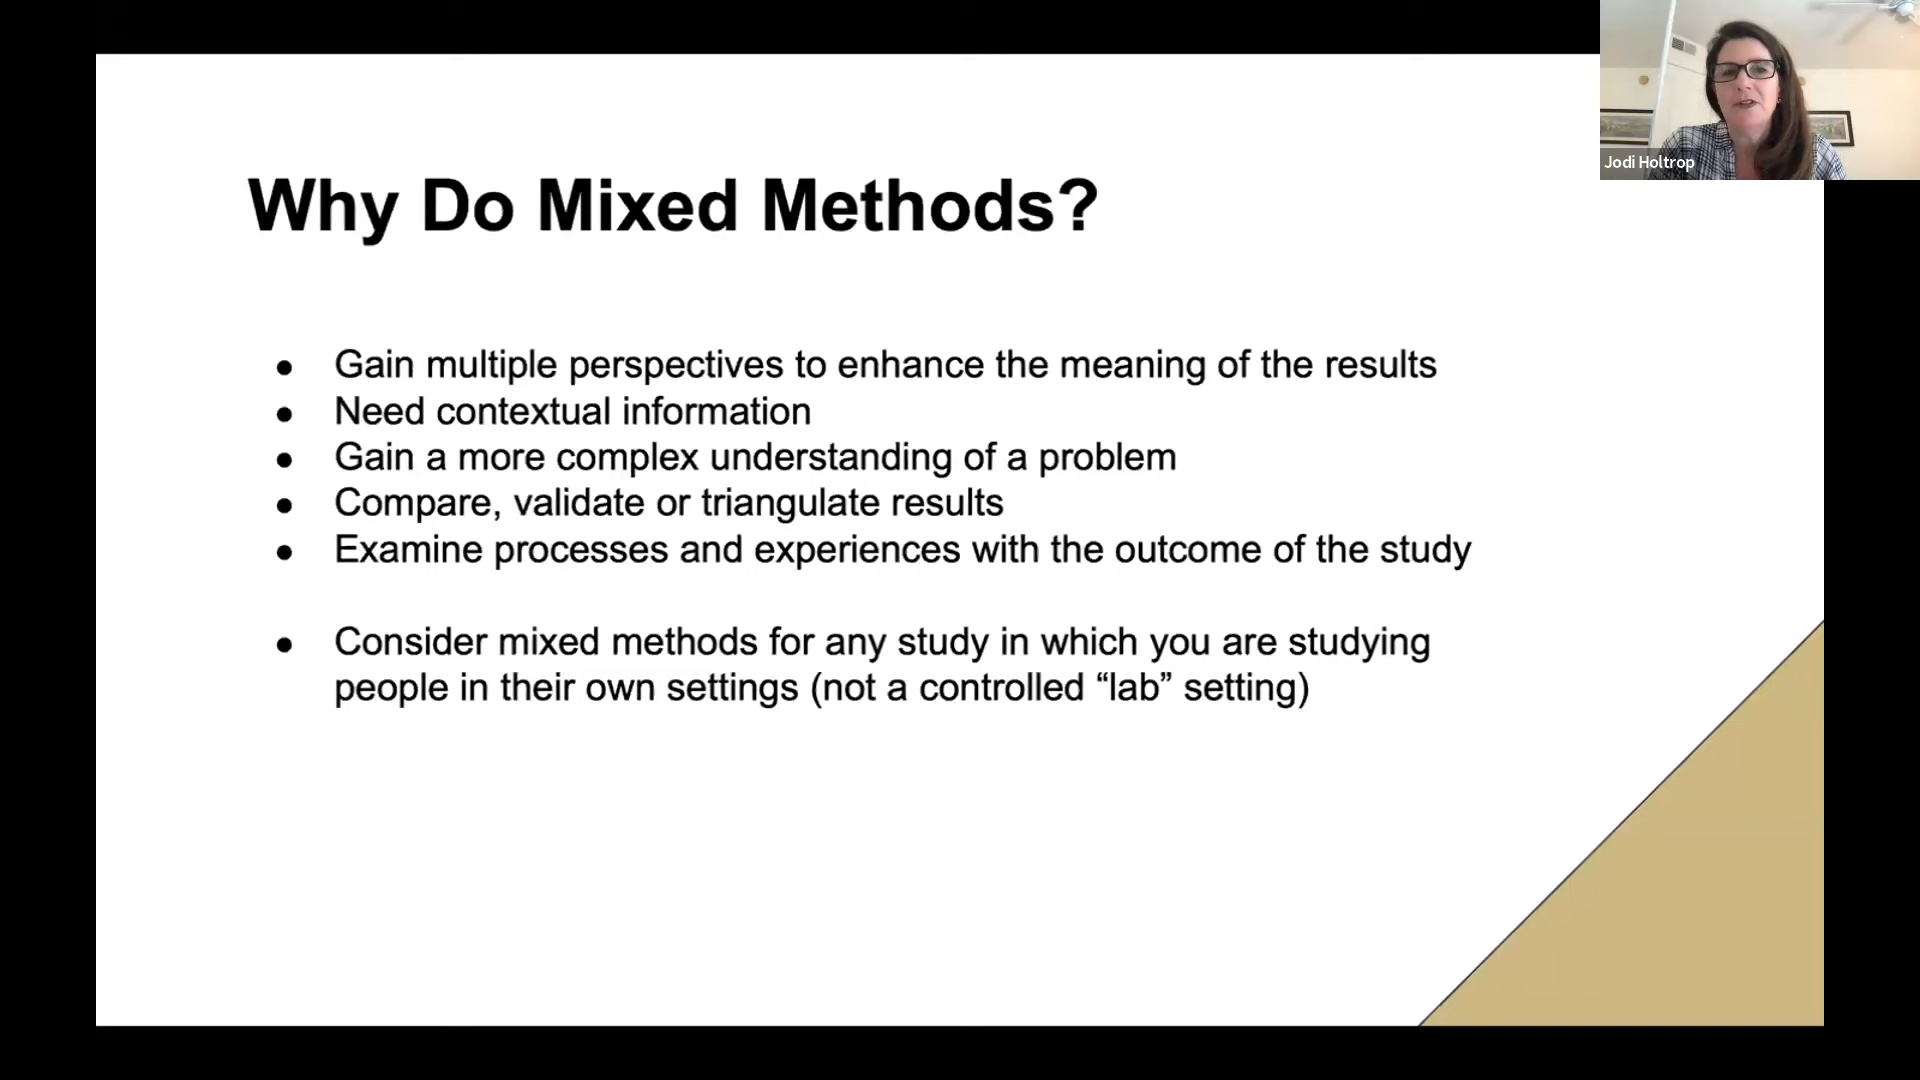 Why Do Mixed Methods?
● Gain multiple perspectives to enhance the meaning of the results
● Need contextual information
● Gain a more complex understanding of a problem
● Compare, validate or triangulate results
● Examine processes and experiences with the outcome of the study
● Consider mixed methods for any study in which you are studying
people in their own settings (not a controlled “lab” setting)
Jodi Holtrop